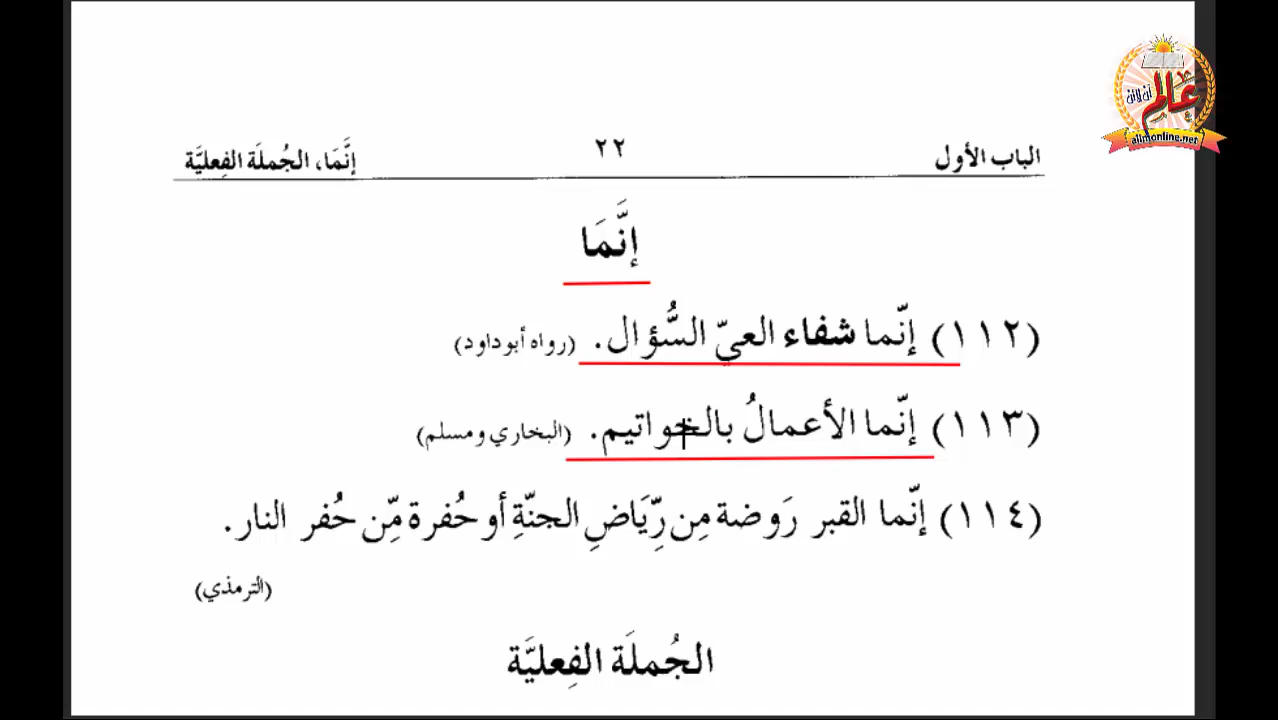 الباب الأول ٢٢ إنَّمَا، الجُملَة الفِعليَّة
عالم
آن لائن
alimonline.net
إنَّمَا
(١١٢) إنّما شفاء العيّ السُّؤال. (رواه أبو داود)
(١١٣) إنّما الأعمالُ بالخواتيم. (البخاري ومسلم)
(١١٤) إنّما القبر رَوضة مِن رِّيَاضِ الجنّةِ أو حُفرة مِّن حُفر النار.
(الترمذي)
الجُملَة الفِعليَّة